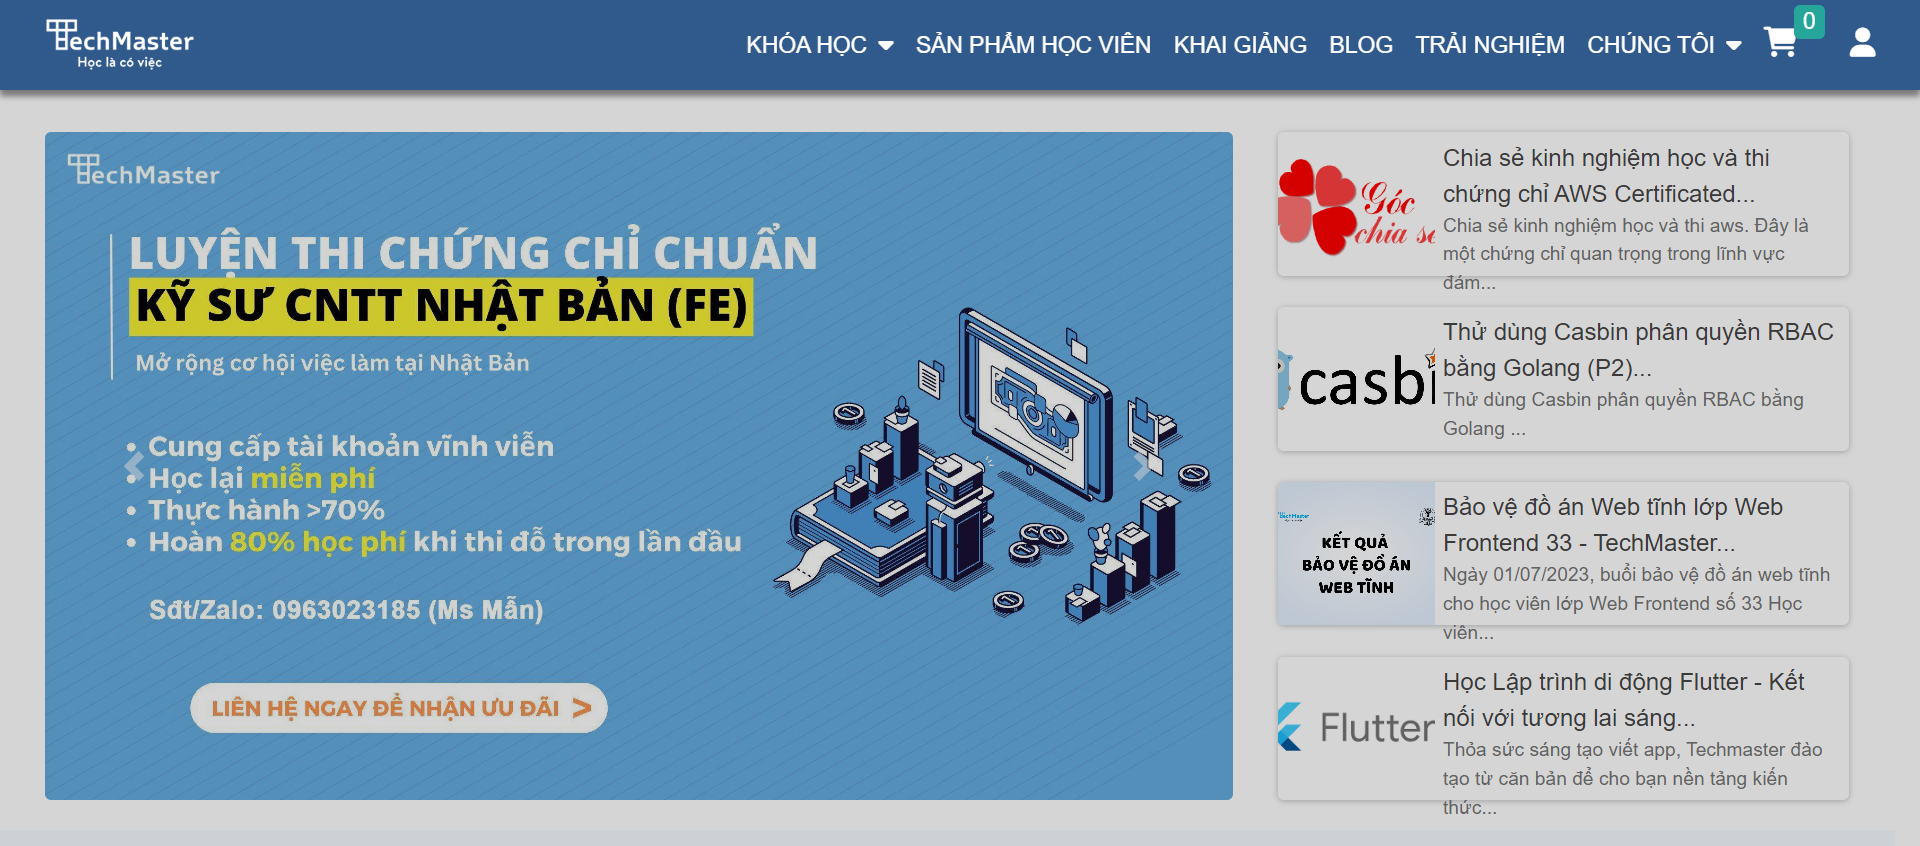 TechMaster
Học là có việc
KHÓA HỌC
SẢN PHẨM HỌC VIÊN
KHAI GIẢNG
BLOG
TRẢI NGHIỆM
CHÚNG TÔI
0
TechMaster
LUYỆN THI CHỨNG CHỈ CHUẨN
KỸ SƯ CNTT NHẬT BẢN (FE)
Mở rộng cơ hội việc làm tại Nhật Bản
Cung cấp tài khoản vĩnh viễn
Học lại miễn phí
Thực hành >70%
Hoàn 80% học phí khi thi đỗ trong lần đầu
Sđt/Zalo: 0963023185 (Ms Mẫn)
LIÊN HỆ NGAY ĐỂ NHẬN ƯU ĐÃI >
Góc
chia sẻ
Chia sẻ kinh nghiệm học và thi
chứng chỉ AWS Certificated...
Chia sẻ kinh nghiệm học và thi aws. Đây là
một chứng chỉ quan trọng trong lĩnh vực
đám...
casbi
Thử dùng Casbin phân quyền RBAC
bằng Golang (P2)...
Thử dùng Casbin phân quyền RBAC bằng
Golang ...
TechMaster
KẾT QUẢ
BẢO VỆ ĐỒ ÁN
WEB TĨNH
Bảo vệ đồ án Web tĩnh lớp Web
Frontend 33 - TechMaster...
Ngày 01/07/2023, buổi bảo vệ đồ án web tĩnh
cho học viên lớp Web Frontend số 33 Học
viên...
Flutter
Học Lập trình di động Flutter - Kết
nối với tương lai sáng...
Thỏa sức sáng tạo viết app, Techmaster đào
tạo từ căn bản để cho bạn nền tảng kiến
thức...